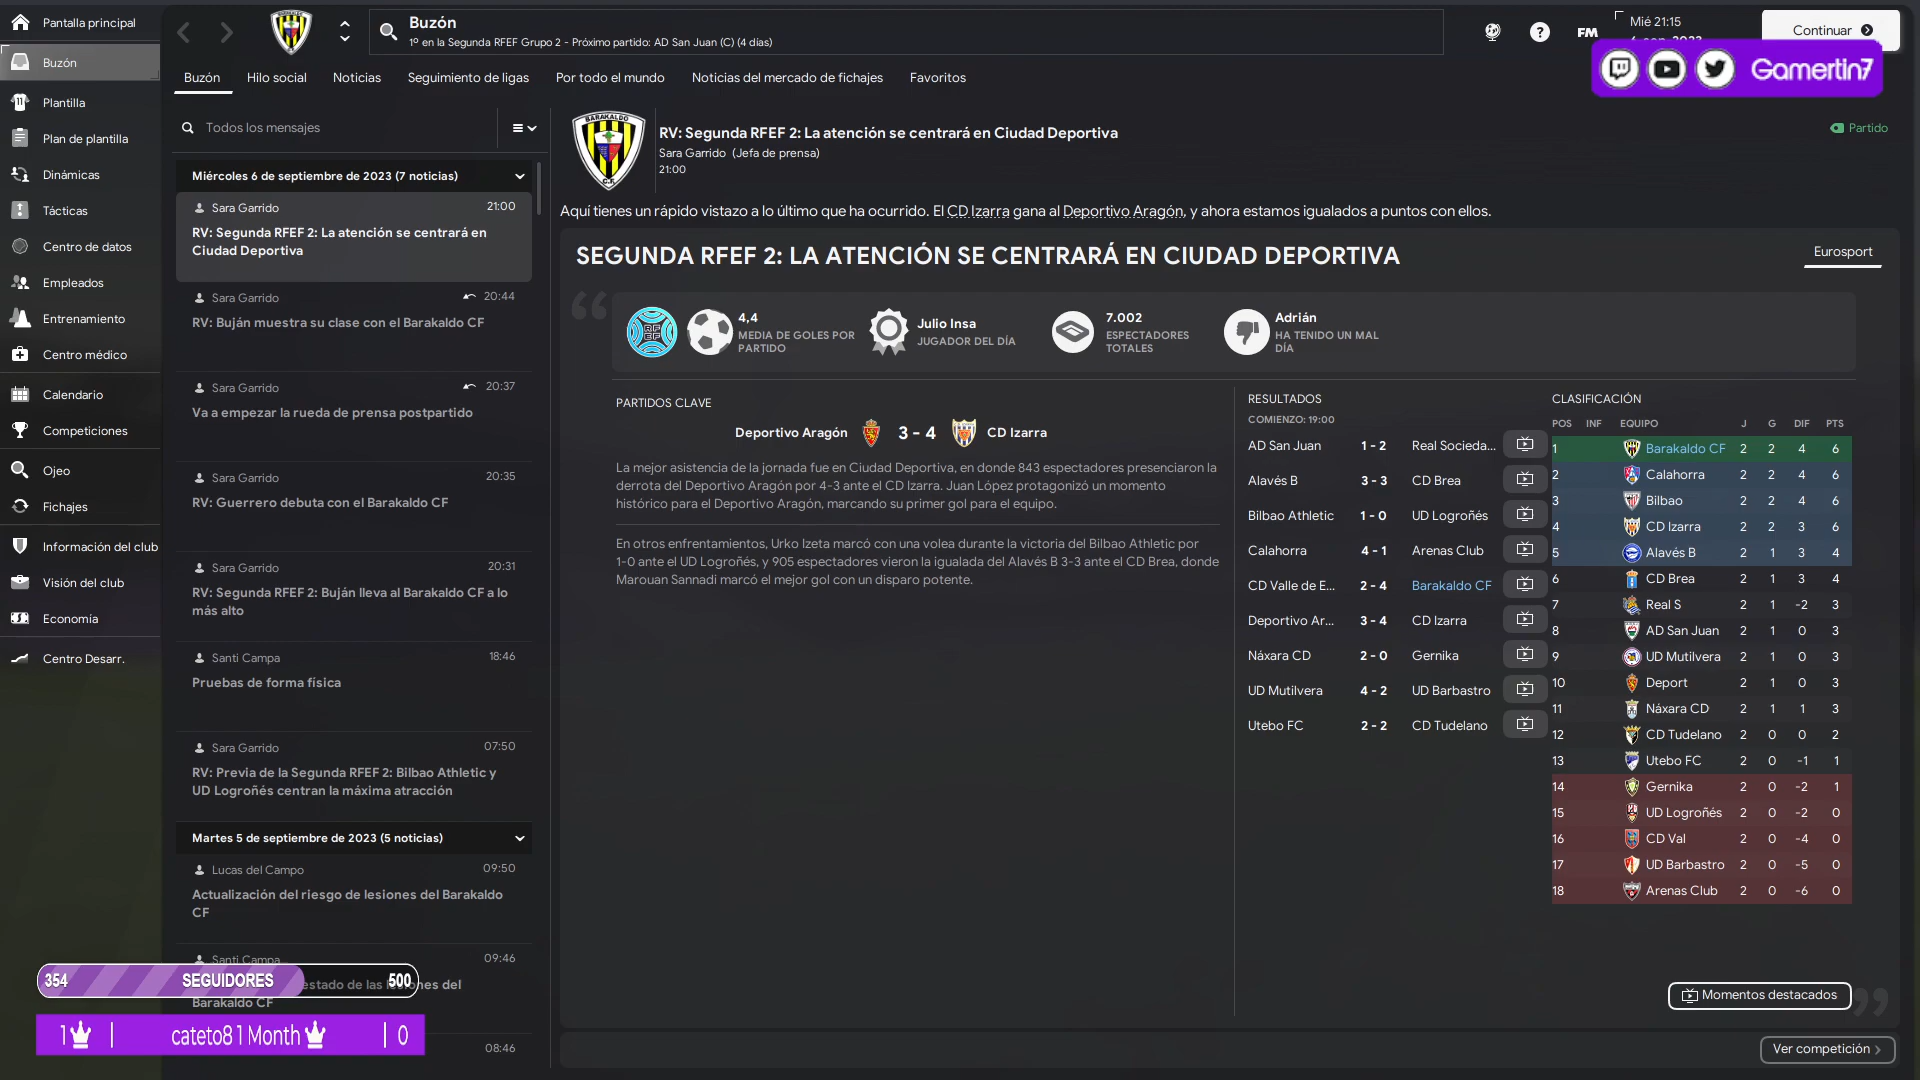 Pantalla principal
Buzón
Plantilla
Plan de plantilla
Dinámicas
Tácticas
Centro de datos
Empleados
Entrenamiento
Centro médico
Calendario
Competiciones
Ojeo
Fichajes
Información del club
Visión del club
Economía
Centro Desarr.
Buzón
1º en la Segunda RFEF Grupo 2 - Próximo partido: AD San Juan (C) (4 días)
FM
Mié 21:15
Continuar
Gamertin7
Buzón Hilo social Noticias Seguimiento de ligas Por todo el mundo Noticias del mercado de fichajes Favoritos
Todos los mensajes
Miércoles 6 de septiembre de 2023 (7 noticias)
Sara Garrido 21:00
RV: Segunda RFEF 2: La atención se centrará en
Ciudad Deportiva
Sara Garrido 20:44
RV: Buján muestra su clase con el Barakaldo CF
Sara Garrido 20:37
Va a empezar la rueda de prensa postpartido
Sara Garrido 20:35
RV: Guerrero debuta con el Barakaldo CF
Sara Garrido 20:31
RV: Segunda RFEF 2: Buján lleva al Barakaldo CF a lo
más alto
Santi Campa 18:46
Pruebas de forma física
Sara Garrido 07:50
RV: Previa de la Segunda RFEF 2: Bilbao Athletic y
UD Logroñés centran la máxima atracción
Martes 5 de septiembre de 2023 (5 noticias)
Lucas del Campo 09:50
Actualización del riesgo de lesiones del Barakaldo
CF
Santi Campa 09:46
estado de las lesiones del
Barakaldo CF
08:46
354 SEGUIDORES 500
1 cateto8 1 Month 0
BARAKALDO
RV: Segunda RFEF 2: La atención se centrará en Ciudad Deportiva
Sara Garrido (Jefa de prensa)
21:00
Partido
Aquí tienes un rápido vistazo a lo último que ha ocurrido. El CD Izarra gana al Deportivo Aragón, y ahora estamos igualados a puntos con ellos.
SEGUNDA RFEF 2: LA ATENCIÓN SE CENTRARÁ EN CIUDAD DEPORTIVA
Eurosport
4,4
MEDIA DE GOLES POR
PARTIDO
Julio Insa
JUGADOR DEL DÍA
7.002
ESPECTADORES
TOTALES
Adrián
HA TENIDO UN MAL
DÍA
PARTIDOS CLAVE
Deportivo Aragón 3 - 4 CD Izarra
La mejor asistencia de la jornada fue en Ciudad Deportiva, en donde 843 espectadores presenciaron la
derrota del Deportivo Aragón por 4-3 ante el CD Izarra. Juan López protagonizó un momento
histórico para el Deportivo Aragón, marcando su primer gol para el equipo.
En otros enfrentamientos, Urko Izeta marcó con una volea durante la victoria del Bilbao Athletic por
1-0 ante el UD Logroñés, y 905 espectadores vieron la igualada del Alavés B 3-3 ante el CD Brea, donde
Marouan Sannadi marcó el mejor gol con un disparo potente.
RESULTADOS
COMIENZO: 19:00
AD San Juan 1 - 2 Real Socieda...
Alavés B 3 - 3 CD Brea
Bilbao Athletic 1 - 0 UD Logroñés
Calahorra 4 - 1 Arenas Club
CD Valle de E... 2 - 4 Barakaldo CF
Deportivo Ar... 3 - 4 CD Izarra
Náxara CD 2 - 0 Gernika
UD Mutilvera 4 - 2 UD Barbastro
Utebo FC 2 - 2 CD Tudelano
CLASIFICACIÓN
POS INF EQUIPO J G DIF PTS
1 Barakaldo CF 2 2 4 6
2 Calahorra 2 2 4 6
3 Bilbao 2 2 4 6
4 CD Izarra 2 2 3 6
5 Alavés B 2 1 3 4
6 CD Brea 2 1 3 4
7 Real S 2 1 -2 3
8 AD San Juan 2 1 0 3
9 UD Mutilvera 2 1 0 3
10 Deport 2 1 0 3
11 Náxara CD 2 1 1 3
12 CD Tudelano 2 0 0 2
13 Utebo FC 2 0 -1 1
14 Gernika 2 0 -2 1
15 UD Logroñés 2 0 -2 0
16 CD Val 2 0 -4 0
17 UD Barbastro 2 0 -5 0
18 Arenas Club 2 0 -6 0
Momentos destacados
Ver competición